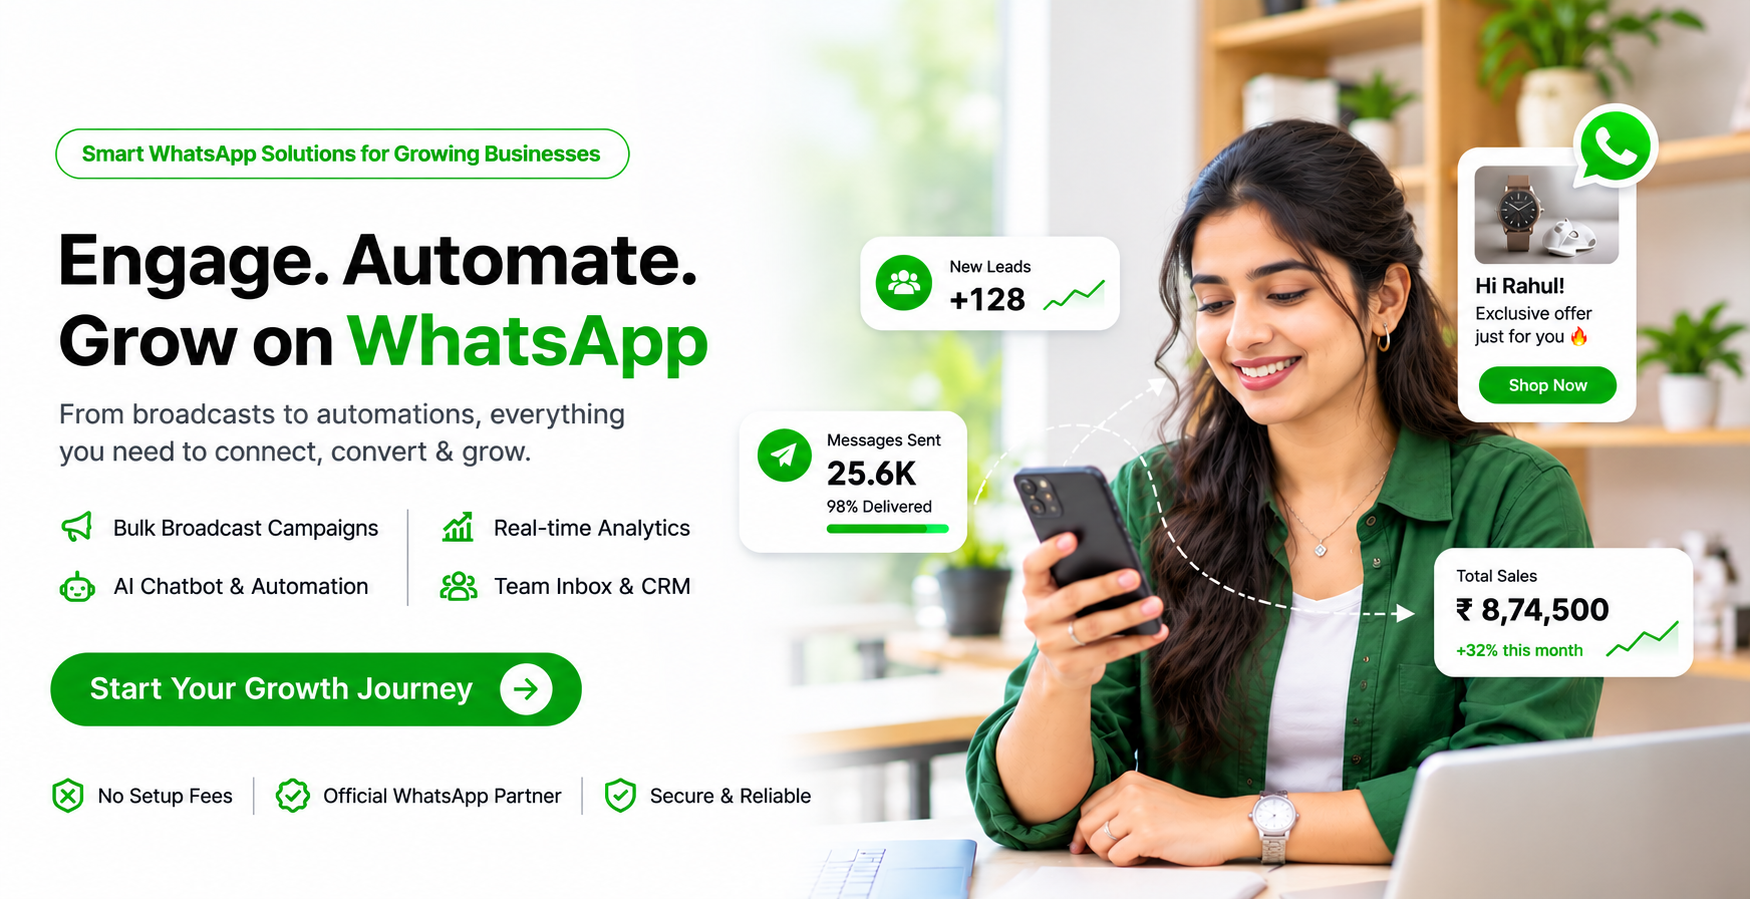 Smart WhatsApp Solutions for Growing Businesses
Engage. Automate.
Grow on WhatsApp
From broadcasts to automations, everything
you need to connect, convert & grow.
Bulk Broadcast Campaigns
Real-time Analytics
AI Chatbot & Automation
Team Inbox & CRM
Start Your Growth Journey
No Setup Fees
Official WhatsApp Partner
Secure & Reliable
New Leads
+128
Messages Sent
25.6K
98% Delivered
Hi Rahul!
Exclusive offer
just for you 🔥
Shop Now
Total Sales
₹ 8,74,500
+32% this month